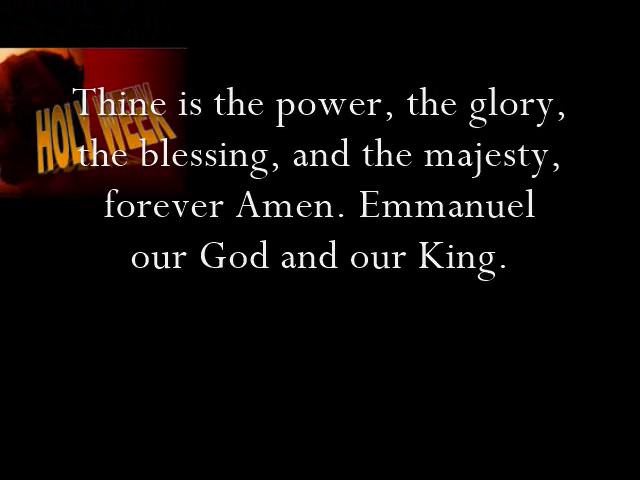 HOLY WEEK
Thine is the power, the glory,
the blessing, and the majesty,
forever Amen. Emmanuel
our God and our King.